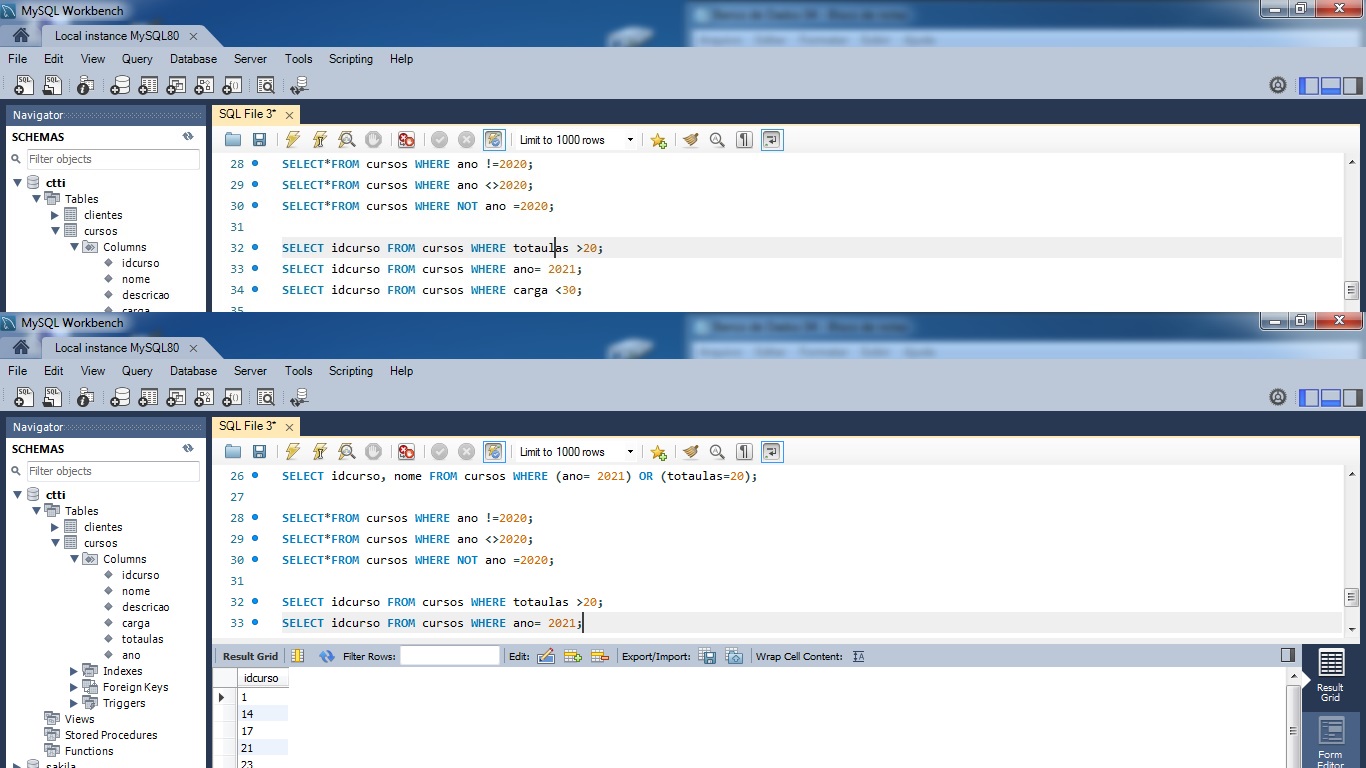 MySQL Workbench
Local instance MySQL80
File Edit View Query Database Server Tools Scripting Help
Navigator
SCHEMAS
Filter objects
ctti
Tables
clientes
cursos
Columns
idcurso
nome
descricao
carga
SQL File 3*
Limit to 1000 rows
28 SELECT*FROM cursos WHERE ano !=2020;
29 SELECT*FROM cursos WHERE ano <>2020;
30 SELECT*FROM cursos WHERE NOT ano =2020;
31
32 SELECT idcurso FROM cursos WHERE totaulas >20;
33 SELECT idcurso FROM cursos WHERE ano= 2021;
34 SELECT idcurso FROM cursos WHERE carga <30;
35
MySQL Workbench
Local instance MySQL80
File Edit View Query Database Server Tools Scripting Help
Navigator
SCHEMAS
Filter objects
ctti
Tables
clientes
cursos
Columns
idcurso
nome
descricao
carga
totaulas
ano
Indexes
Foreign Keys
Triggers
Views
Stored Procedures
Functions
sakila
SQL File 3*
Limit to 1000 rows
26 SELECT idcurso, nome FROM cursos WHERE (ano= 2021) OR (totaulas=20);
27
28 SELECT*FROM cursos WHERE ano !=2020;
29 SELECT*FROM cursos WHERE ano <>2020;
30 SELECT*FROM cursos WHERE NOT ano =2020;
31
32 SELECT idcurso FROM cursos WHERE totaulas >20;
33 SELECT idcurso FROM cursos WHERE ano= 2021;
Result Grid Filter Rows: Edit: Export/Import: Wrap Cell Content:
idcurso
1
14
17
21
23
Result
Grid
Form
Editor